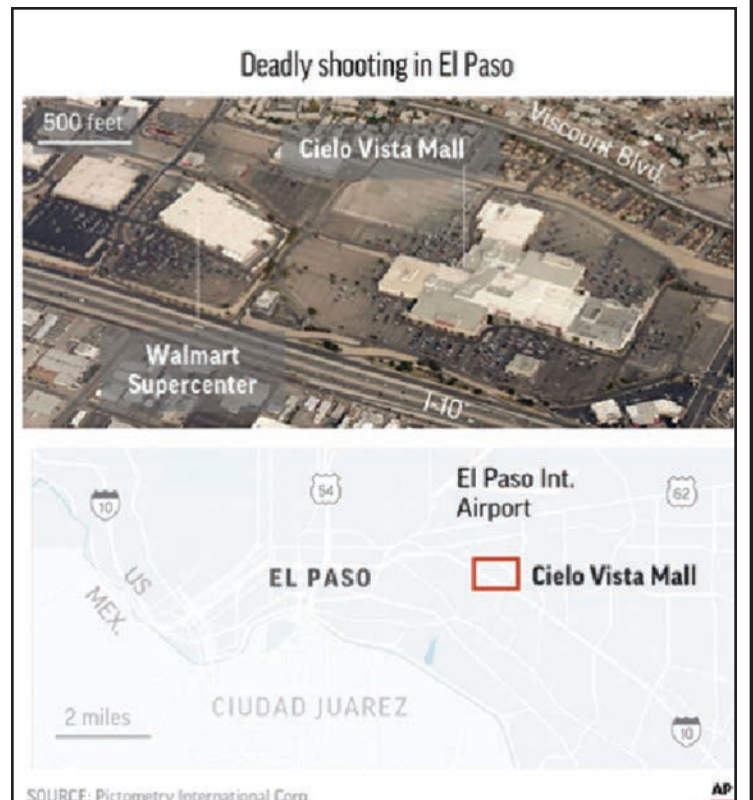 Deadly shooting in El Paso
500 feet
Viscount Blvd.
Cielo Vista Mall
Walmart
Supercenter
I-10
10
54
El Paso Int.
Airport
62
US
MEX.
EL PASO
Cielo Vista Mall
CIUDAD JUAREZ
2 miles
10
SOURCE: Pictometry International Corp.
AP